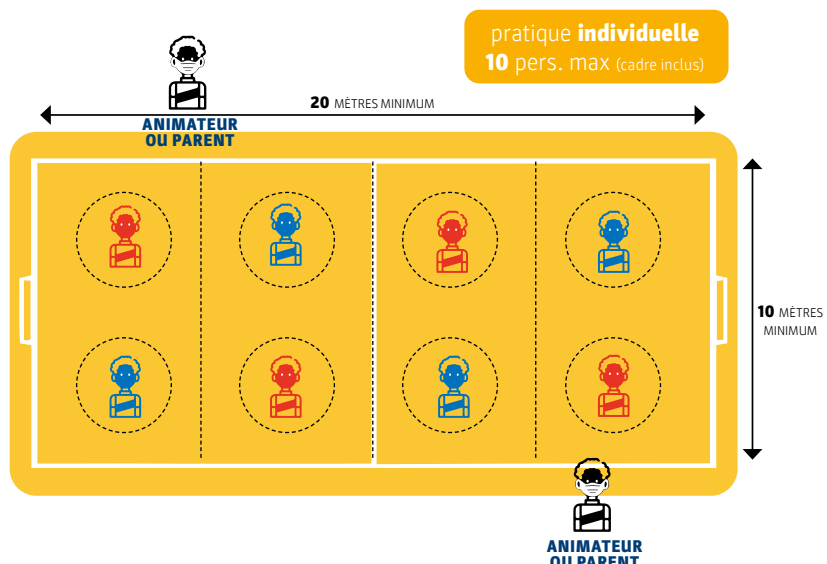 pratique individuelle
10 pers. max (cadre inclus)
20 MÈTRES MINIMUM
ANIMATEUR
OU PARENT
10 MÈTRES
MINIMUM
ANIMATEUR
OU PARENT